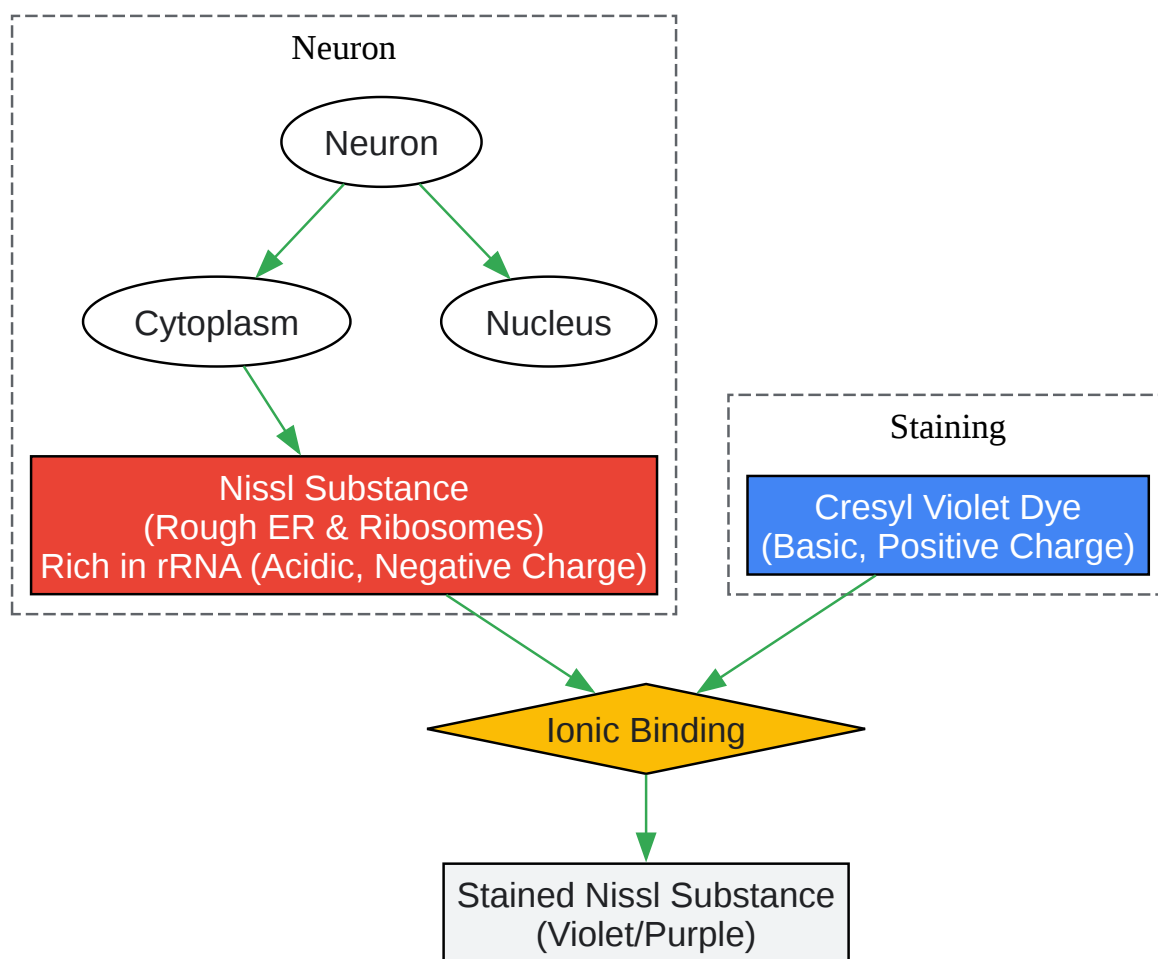 Neuron
Neuron
Cytoplasm
Nucleus
Nissl Substance
(Rough ER & Ribosomes)
Rich in rRNA (Acidic, Negative Charge)
Staining
Cresyl Violet Dye
(Basic, Positive Charge)
Ionic Binding
Stained Nissl Substance
(Violet/Purple)